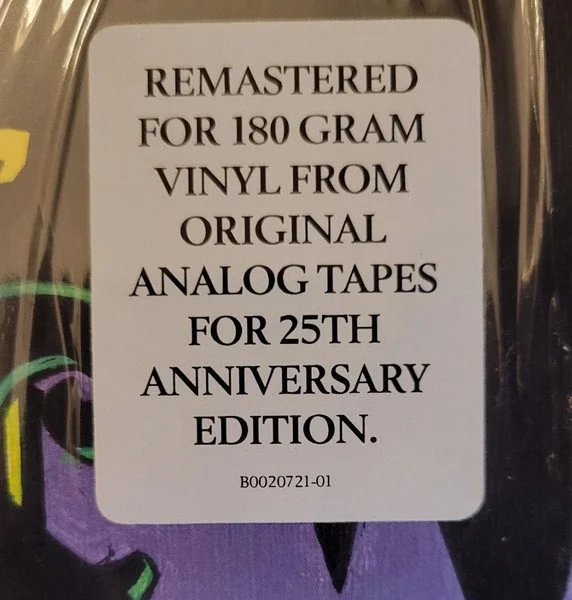 REMASTERED
FOR 180 GRAM
VINYL FROM
ORIGINAL
ANALOG TAPES
FOR 25TH
ANNIVERSARY
EDITION.
B0020721-01